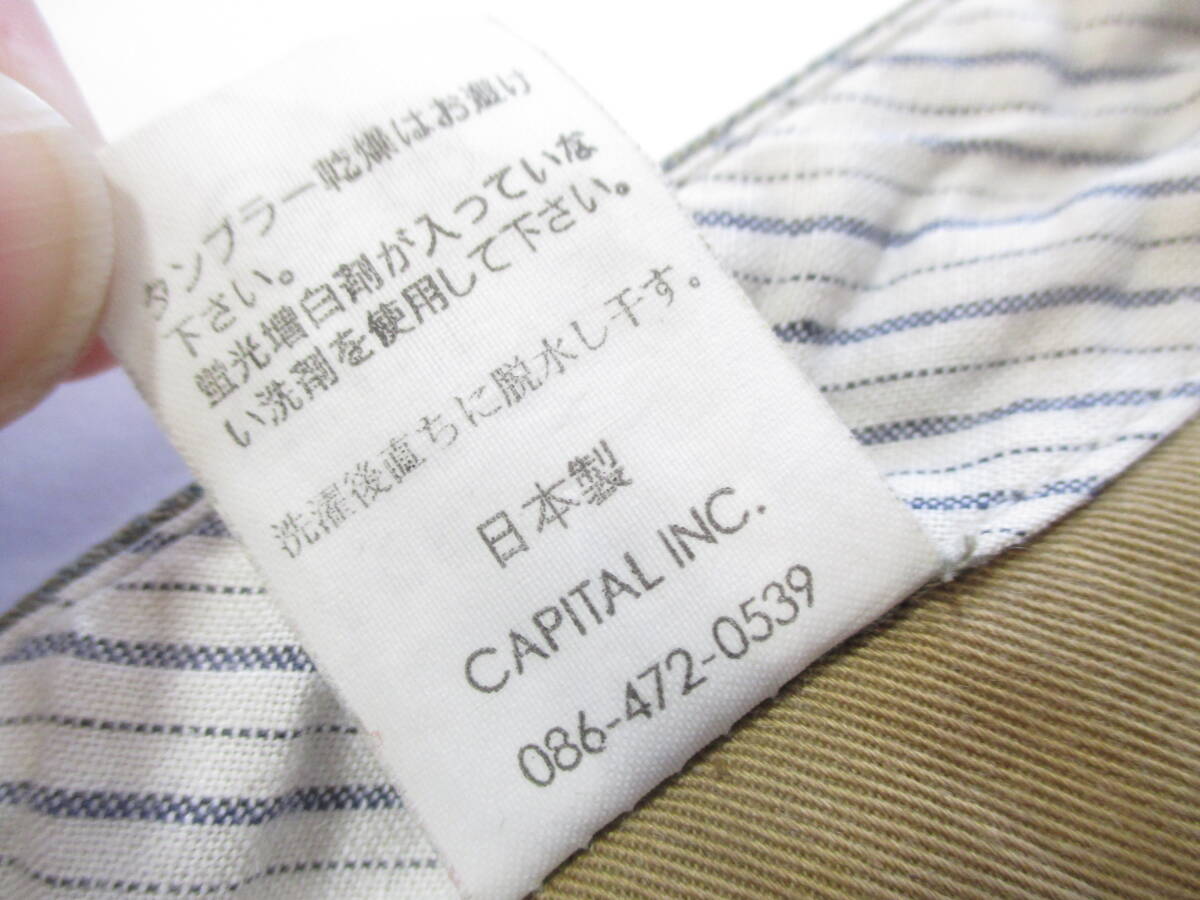 タンブラー乾燥はお避け
下さい。
蛍光増白剤が入っていな
い洗剤を使用して下さい。
洗濯後直ちに脱水し干す。
日本製
CAPITAL INC.
086-472-0539